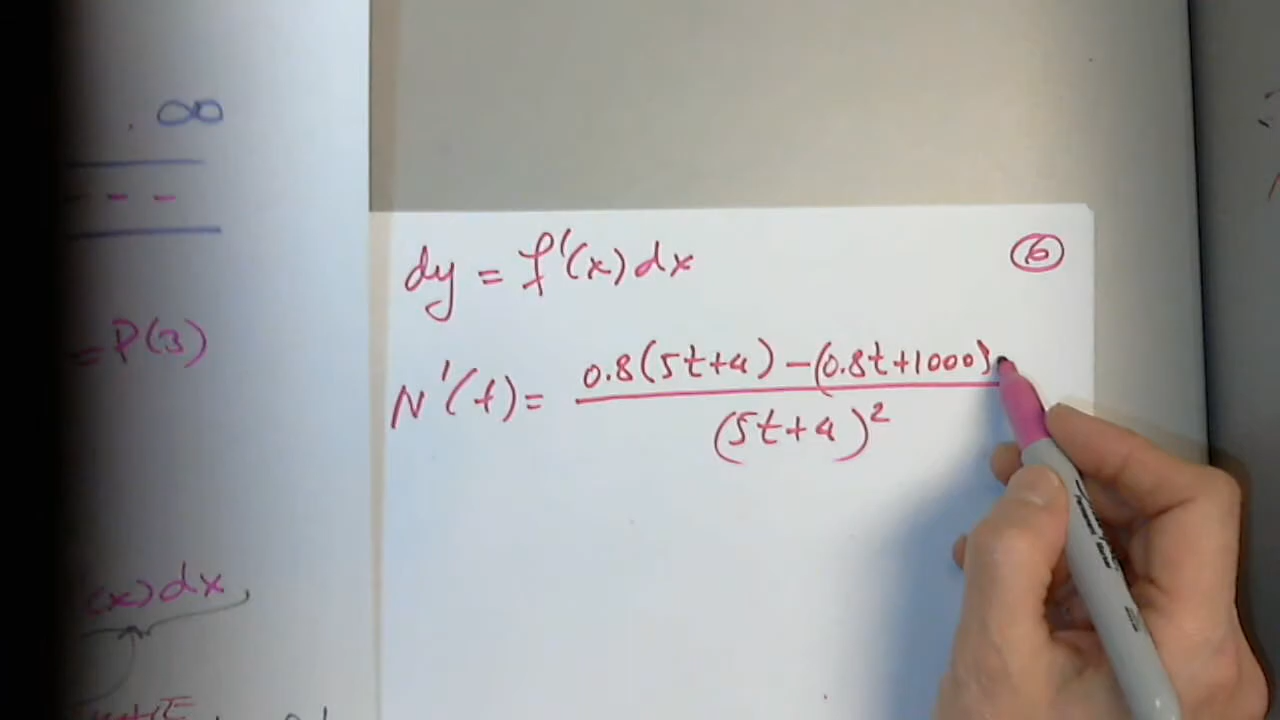 ∞
=P(3)
(x)dx
dy = f'(x)dx
6
N'(t) = 0.8(5t+4) - (0.8t+1000)
(5t+4)²